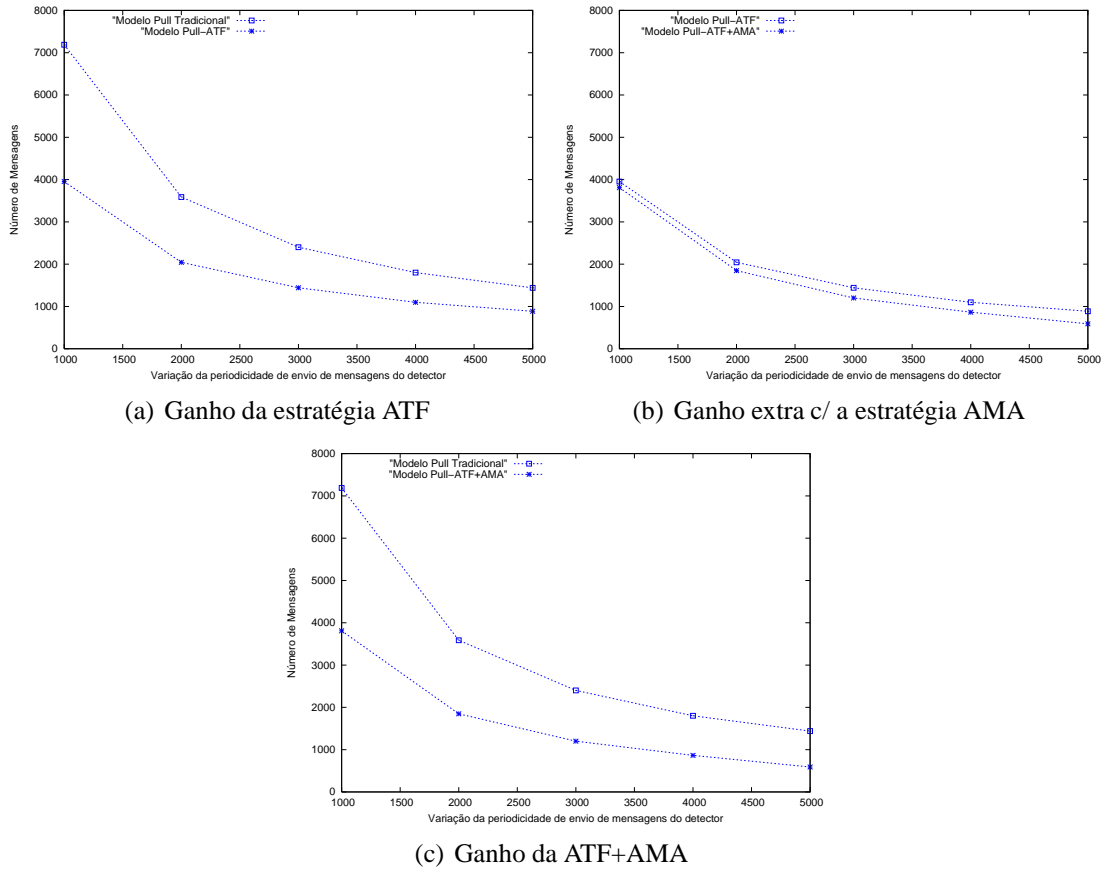 "Modelo Pull Tradicional"
"Modelo Pull-ATF"
8000
7000
6000
5000
4000
3000
2000
1000
0
Número de Mensagens
1000 1500 2000 2500 3000 3500 4000 4500 5000
Variação da periodicidade de envio de mensagens do detector
(a) Ganho da estratégia ATF
"Modelo Pull-ATF"
"Modelo Pull-ATF+AMA"
8000
7000
6000
5000
4000
3000
2000
1000
0
Número de Mensagens
1000 1500 2000 2500 3000 3500 4000 4500 5000
Variação da periodicidade de envio de mensagens do detector
(b) Ganho extra c/ a estratégia AMA
"Modelo Pull Tradicional"
"Modelo Pull-ATF+AMA"
8000
7000
6000
5000
4000
3000
2000
1000
0
Número de Mensagens
1000 1500 2000 2500 3000 3500 4000 4500 5000
Variação da periodicidade de envio de mensagens do detector
(c) Ganho da ATF+AMA